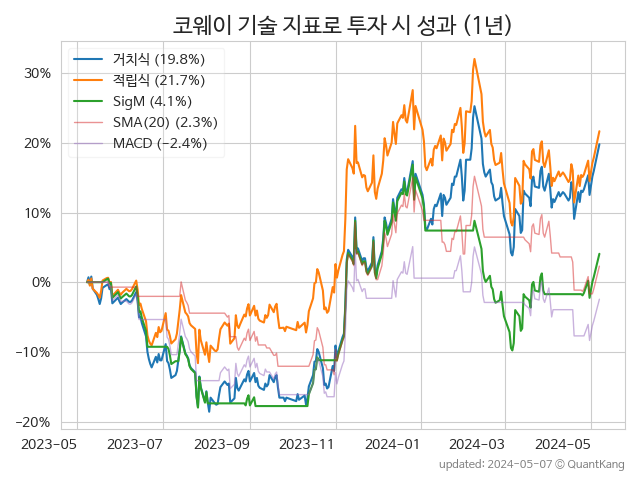 코웨이 기술 지표로 투자 시 성과 (1년)
거치식 (19.8%)
적립식 (21.7%)
SigM (4.1%)
SMA(20) (2.3%)
MACD (−2.4%)
30%
20%
10%
0%
−10%
−20%
2023−05 2023−07 2023−09 2023−11 2024−01 2024−03 2024−05
updated: 2024-05-07 © QuantKang